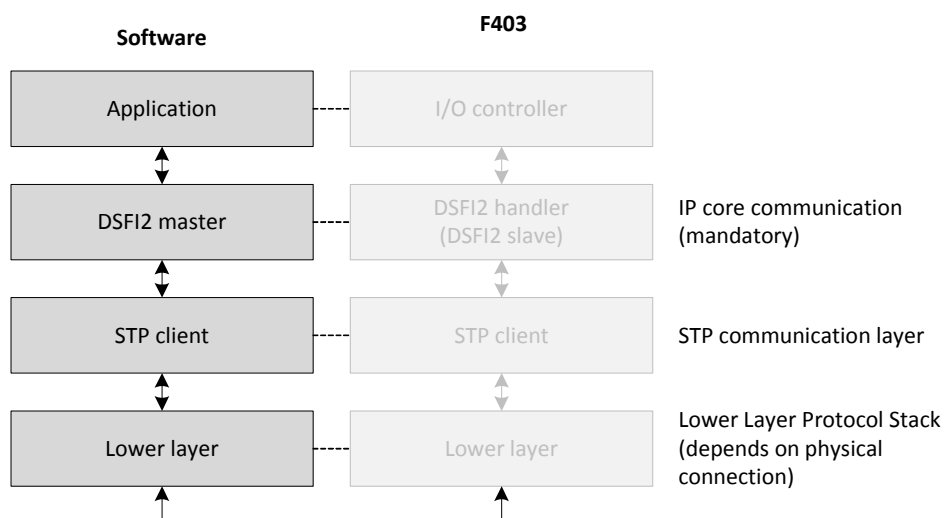 Software
F403
Application
I/O controller
DSFI2 master
DSFI2 handler
(DSFI2 slave)
IP core communication
(mandatory)
STP client
STP client
STP communication layer
Lower layer
Lower layer
Lower Layer Protocol Stack
(depends on physical
connection)